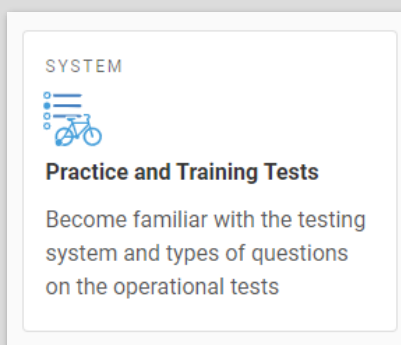 SYSTEM
Practice and Training Tests
Become familiar with the testing
system and types of questions
on the operational tests